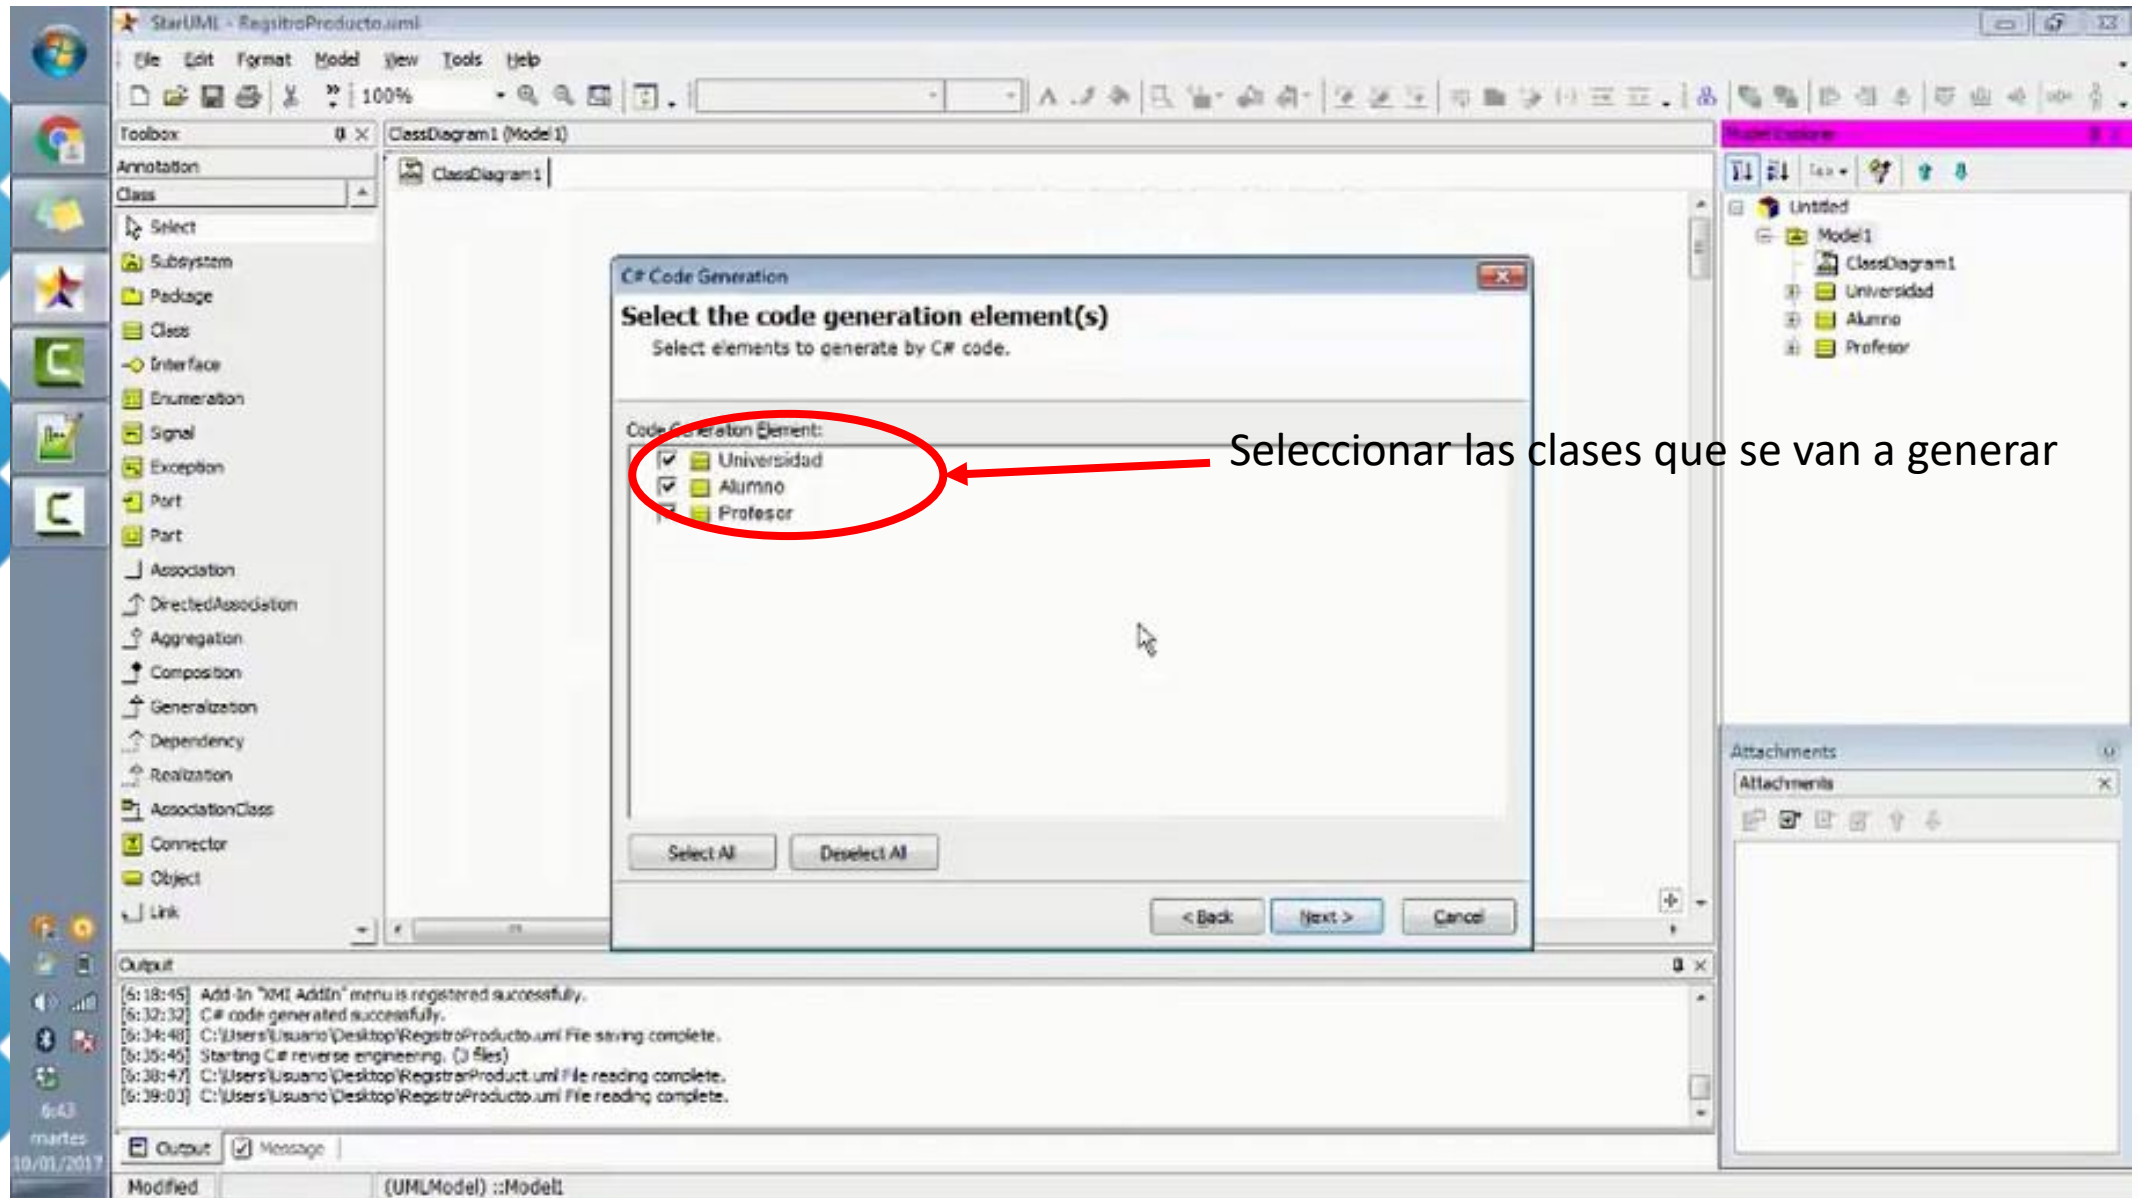 StarUML - RegsitroProducto.uml
File Edit Format Model View Tools Help
100%
Toolbox
ClassDiagram1 (Model1)
Annotation
Class
ClassDiagram1
Select
Subsystem
Package
Class
Interface
Enumeration
Signal
Exception
Port
Part
Association
DirectedAssociation
Aggregation
Composition
Generalization
Dependency
Realization
AssociationClass
Connector
Object
Link
C# Code Generation
Select the code generation element(s)
Select elements to generate by C# code.
Code Generation Element:
Universidad
Alumno
Profesor
Seleccionar las clases que se van a generar
Select All Deselect All
< Back Next > Cancel
Model Explorer
Untitled
Model1
ClassDiagram1
Universidad
Alumno
Profesor
Attachments
Attachments
Output
[6:18:45] Add-In "XMI AddIn" menu is registered successfully.
[6:32:32] C# code generated successfully.
[6:34:48] C:\Users\Usuario\Desktop\RegsitroProducto.uml File saving complete.
[6:35:45] Starting C# reverse engineering. (3 files)
[6:38:47] C:\Users\Usuario\Desktop\RegistrarProduct.uml File reading complete.
[6:39:03] C:\Users\Usuario\Desktop\RegsitroProducto.uml File reading complete.
Output Message
Modified (UMLModel) ::Model1
6:43
martes
10/01/2017